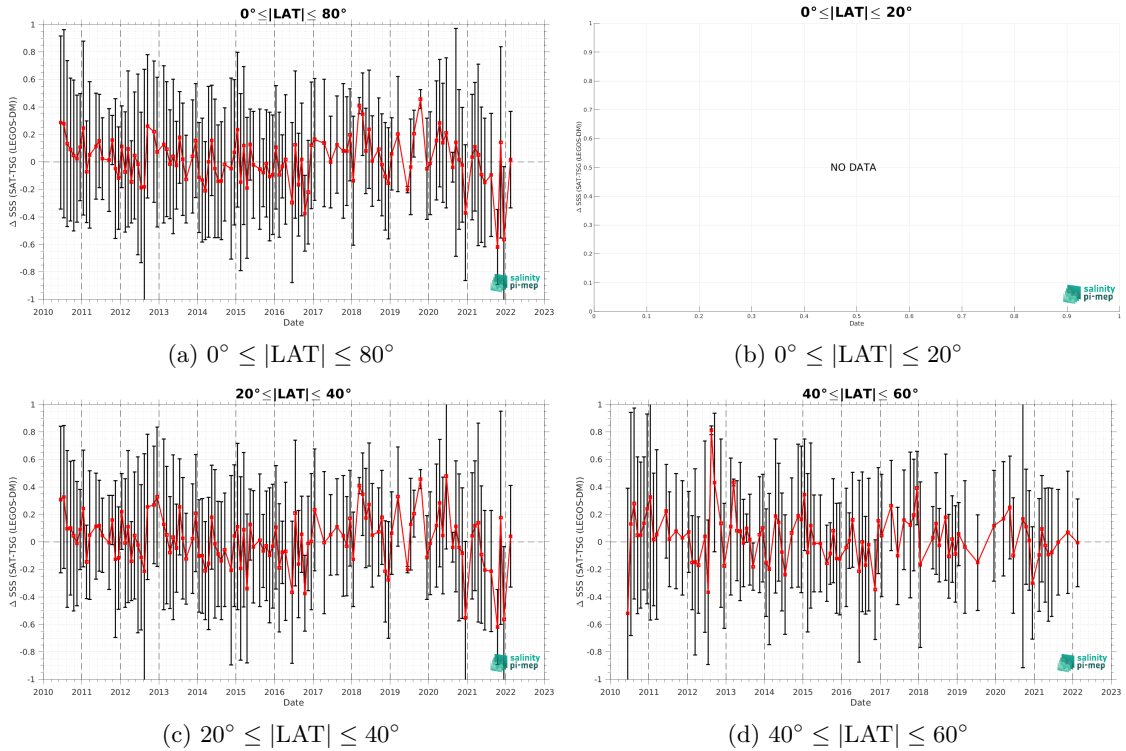 0°≤|LAT|≤ 80°
Δ SSS (SAT-TSG (LEGOS-DM))
1
0.8
0.6
0.4
0.2
0
-0.2
-0.4
-0.6
-0.8
-1
2010 2011 2012 2013 2014 2015 2016 2017 2018 2019 2020 2021 2022 2023
Date
salinity
pi-mep
(a) 0° ≤ |LAT| ≤ 80°
0°≤|LAT|≤ 20°
Δ SSS (SAT-TSG (LEGOS-DM))
1
0.9
0.8
0.7
0.6
0.5
0.4
0.3
0.2
0.1
0
NO DATA
0 0.1 0.2 0.3 0.4 0.5 0.6 0.7 0.8 0.9 1
Date
salinity
pi-mep
(b) 0° ≤ |LAT| ≤ 20°
20°≤|LAT|≤ 40°
Δ SSS (SAT-TSG (LEGOS-DM))
1
0.8
0.6
0.4
0.2
0
-0.2
-0.4
-0.6
-0.8
-1
2010 2011 2012 2013 2014 2015 2016 2017 2018 2019 2020 2021 2022 2023
Date
salinity
pi-mep
(c) 20° ≤ |LAT| ≤ 40°
40°≤|LAT|≤ 60°
Δ SSS (SAT-TSG (LEGOS-DM))
1
0.8
0.6
0.4
0.2
0
-0.2
-0.4
-0.6
-0.8
-1
2010 2011 2012 2013 2014 2015 2016 2017 2018 2019 2020 2021 2022 2023
Date
salinity
pi-mep
(d) 40° ≤ |LAT| ≤ 60°